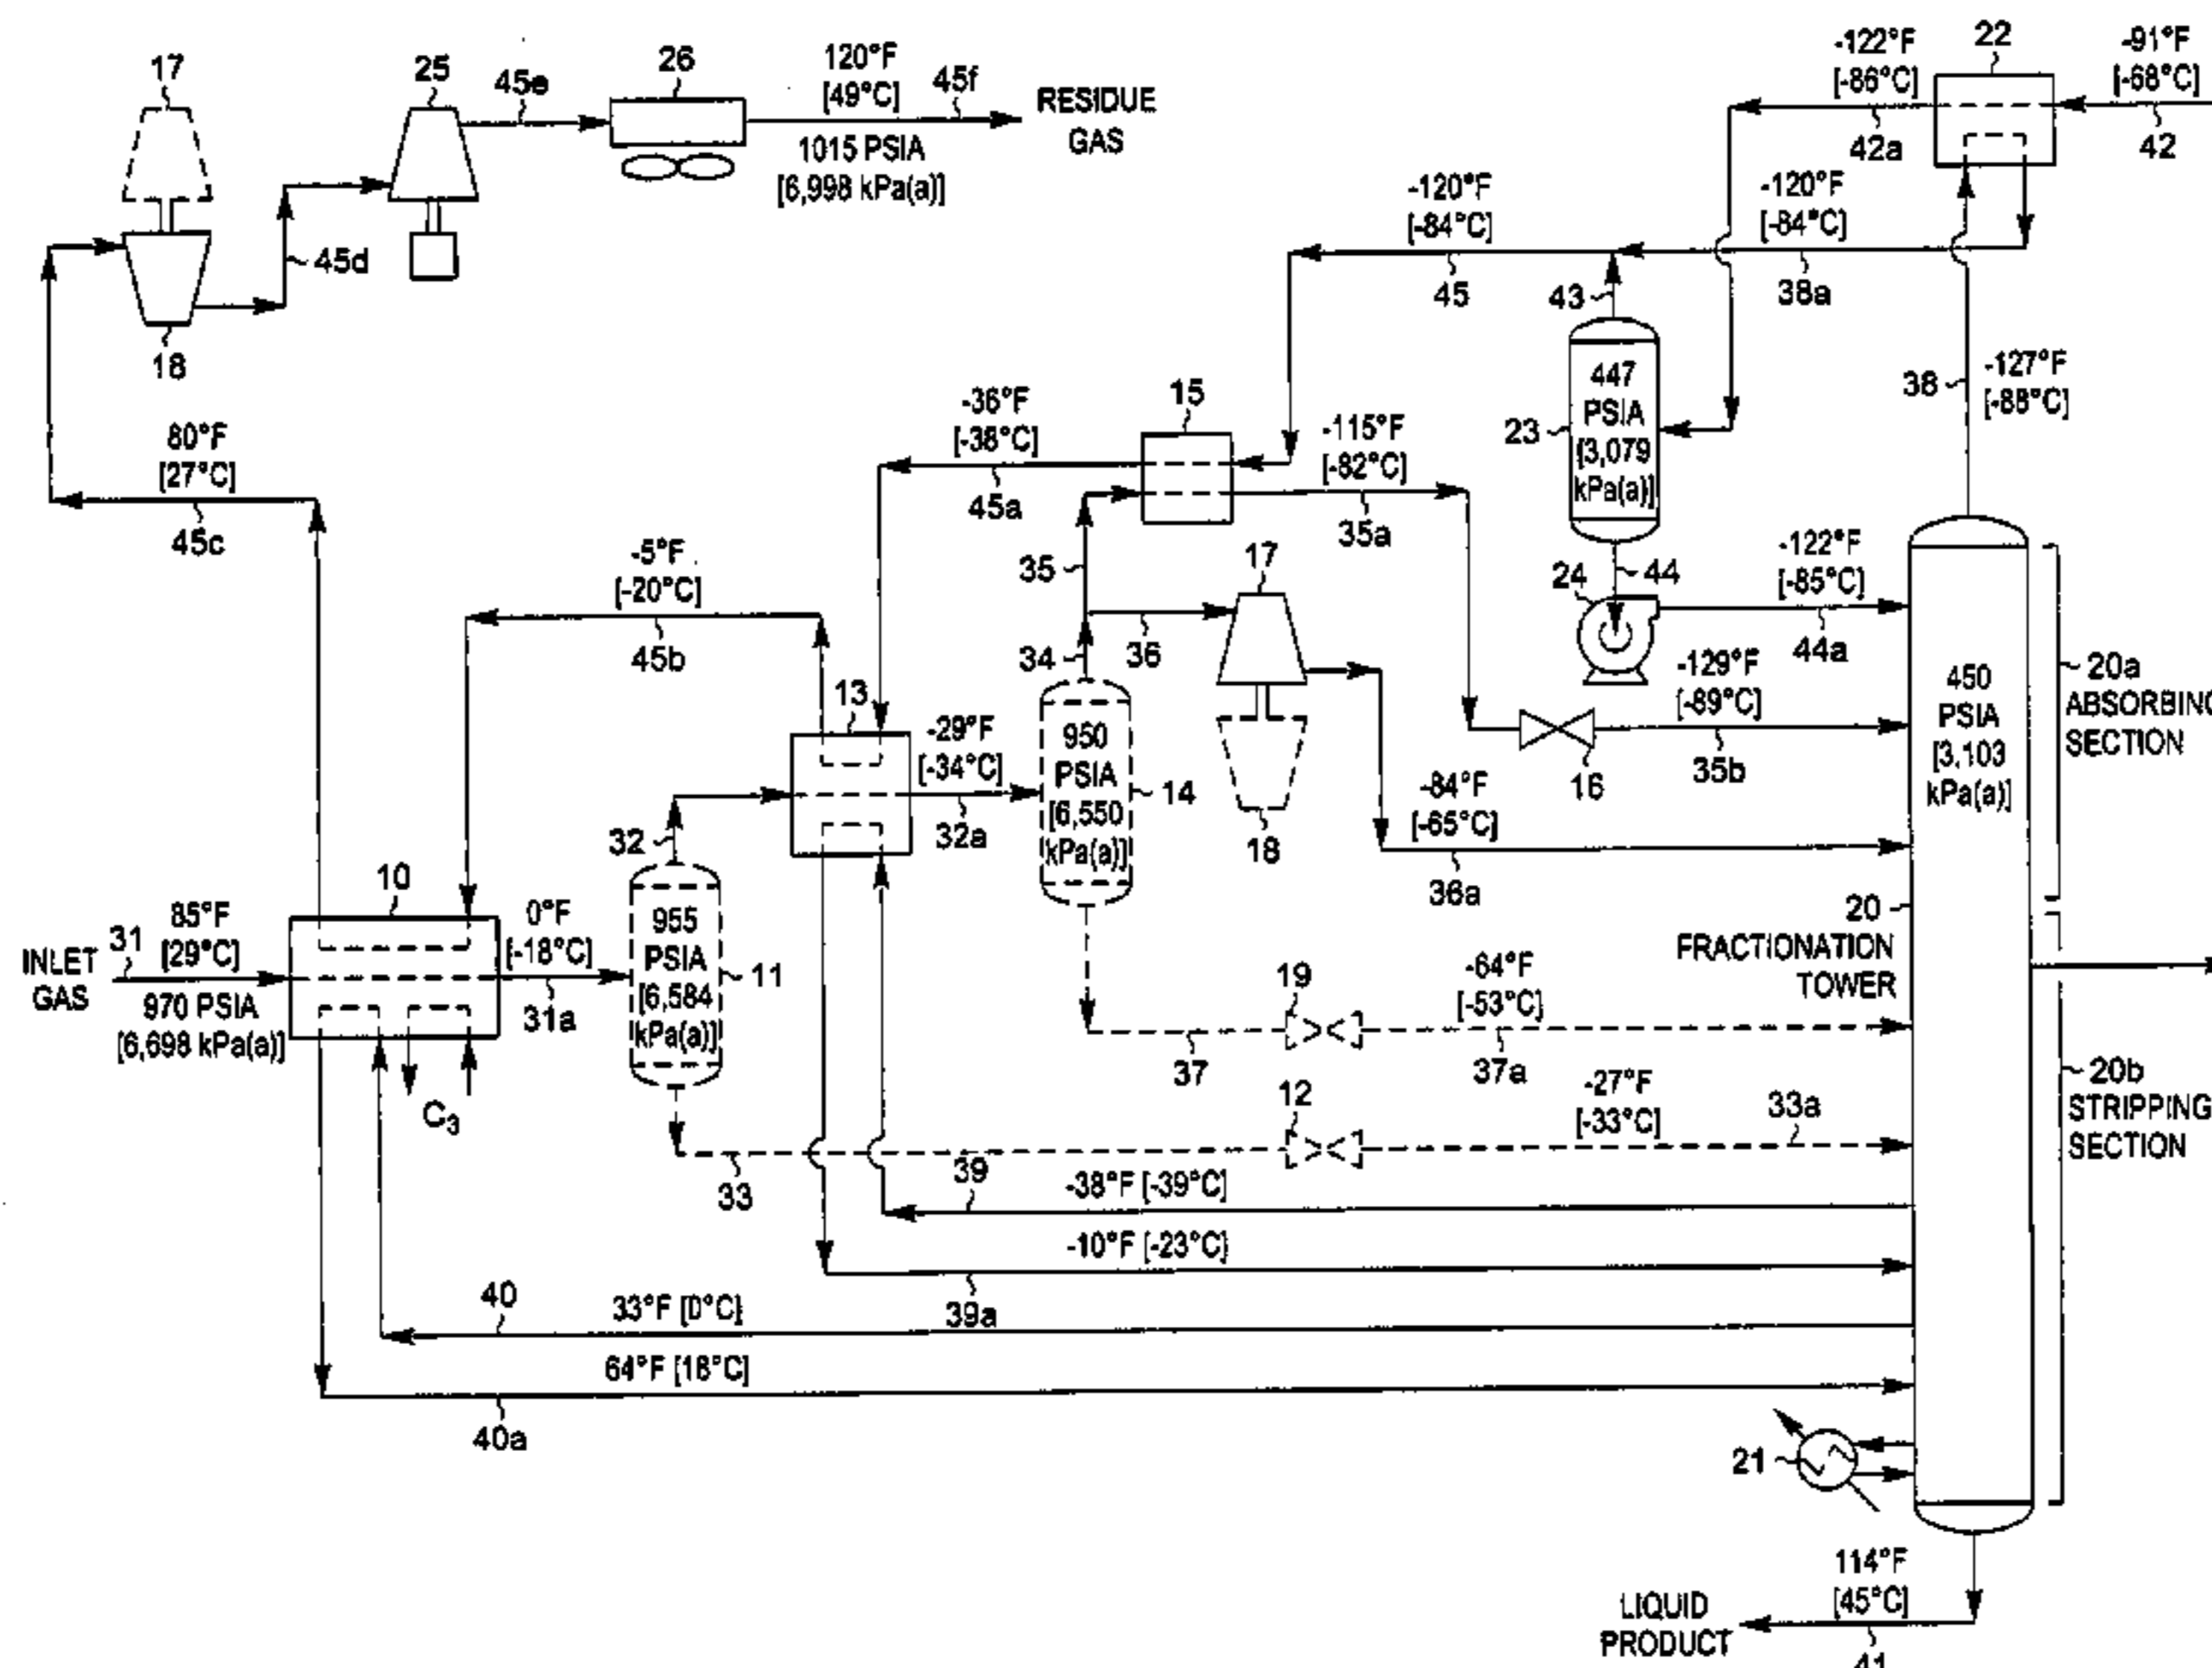 17
25
45e
26
120°F
[49°C]
45f
RESIDUE
GAS
1015 PSIA
[6,998 kPa(a)]
-122°F
[-86°C]
42a
22
-91°F
[-68°C]
42
45d
18
-120°F
[-84°C]
45
-120°F
[-84°C]
38a
43
38
-127°F
[-88°C]
447
PSIA
[3,079
kPa(a)]
23
80°F
[27°C]
45c
-36°F
[-38°C]
45a
15
-115°F
[-82°C]
35a
35
-5°F
[-20°C]
45b
17
36
34
18
44
24
-122°F
[-85°C]
44a
-129°F
[-89°C]
35b
16
450
PSIA
[3,103
kPa(a)]
20a
ABSORBING
SECTION
13
-29°F
[-34°C]
32a
950
PSIA
[6,550
kPa(a)]
14
-84°F
[-65°C]
36a
32
10
85°F
[29°C]
31
INLET
GAS
970 PSIA
[6,698 kPa(a)]
0°F
[-18°C]
31a
955
PSIA
[6,584
kPa(a)]
11
C3
20
FRACTIONATION
TOWER
19
-64°F
[-53°C]
37
37a
12
-27°F
[-33°C]
33a
33
20b
STRIPPING
SECTION
39
-38°F [-39°C]
-10°F [-23°C]
39a
40
33°F [0°C]
64°F [18°C]
40a
21
114°F
[45°C]
LIQUID
PRODUCT
41